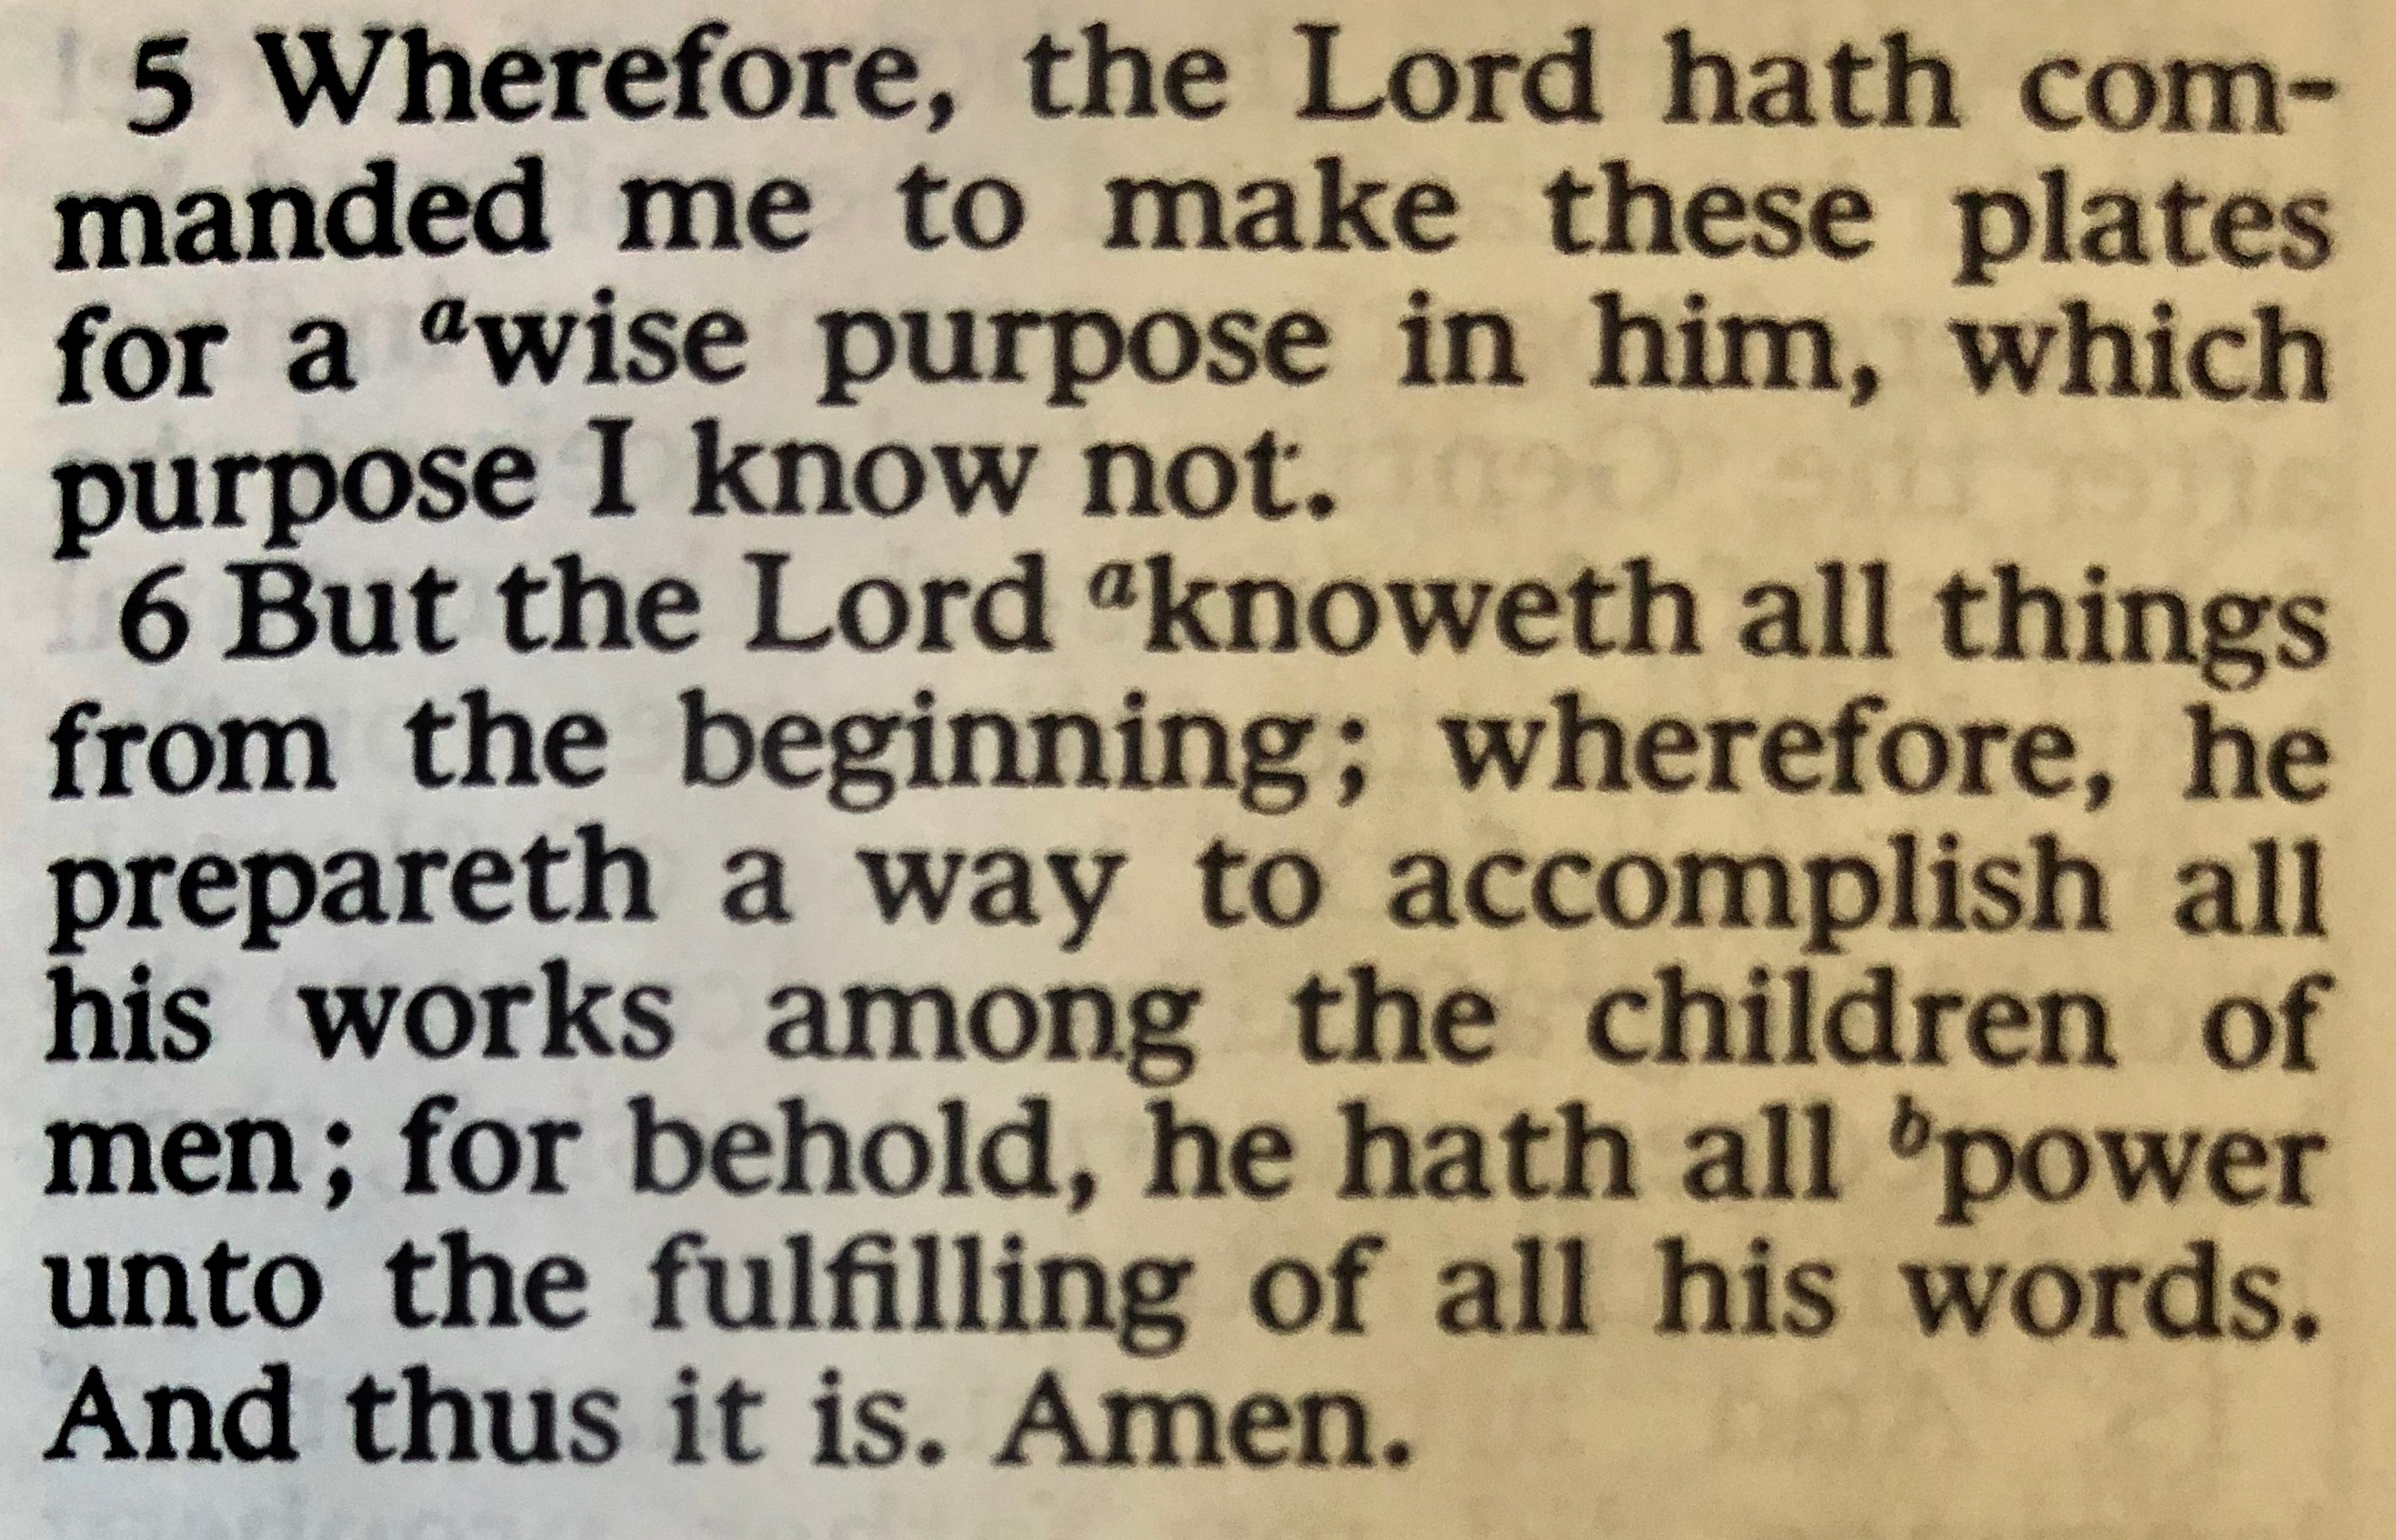 5 Wherefore, the Lord hath com-
manded me to make these plates
for a ᵃwise purpose in him, which
purpose I know not.
6 But the Lord ᵃknoweth all things
from the beginning; wherefore, he
prepareth a way to accomplish all
his works among the children of
men; for behold, he hath all ᵇpower
unto the fulfilling of all his words.
And thus it is. Amen.